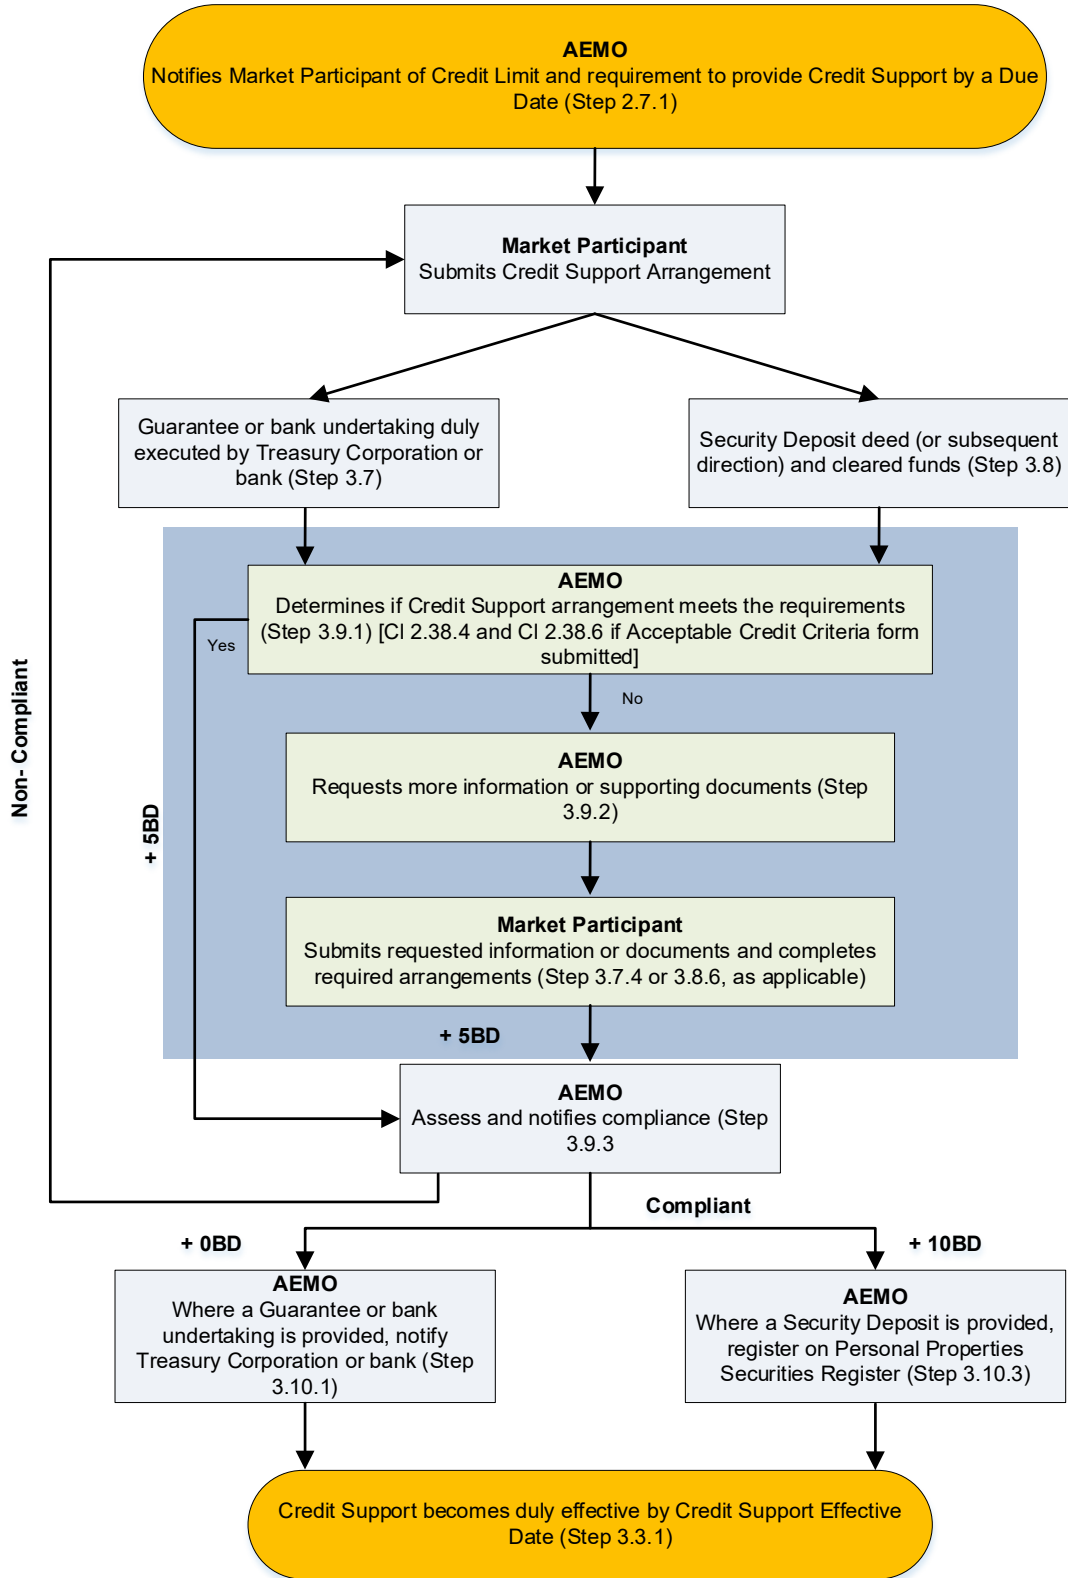 AEMO
Notifies Market Participant of Credit Limit and requirement to provide Credit Support by a Due
Date (Step 2.7.1)
Market Participant
Submits Credit Support Arrangement
Guarantee or bank undertaking duly
executed by Treasury Corporation or
bank (Step 3.7)
Security Deposit deed (or subsequent
direction) and cleared funds (Step 3.8)
AEMO
Determines if Credit Support arrangement meets the requirements
(Step 3.9.1) [Cl 2.38.4 and Cl 2.38.6 if Acceptable Credit Criteria form
submitted]
Yes
No
Non- Compliant
+ 5BD
AEMO
Requests more information or supporting documents (Step
3.9.2)
Market Participant
Submits requested information or documents and completes
required arrangements (Step 3.7.4 or 3.8.6, as applicable)
+ 5BD
AEMO
Assess and notifies compliance (Step
3.9.3
Compliant
+ 0BD
+ 10BD
AEMO
Where a Guarantee or bank
undertaking is provided, notify
Treasury Corporation or bank (Step
3.10.1)
AEMO
Where a Security Deposit is provided,
register on Personal Properties
Securities Register (Step 3.10.3)
Credit Support becomes duly effective by Credit Support Effective
Date (Step 3.3.1)